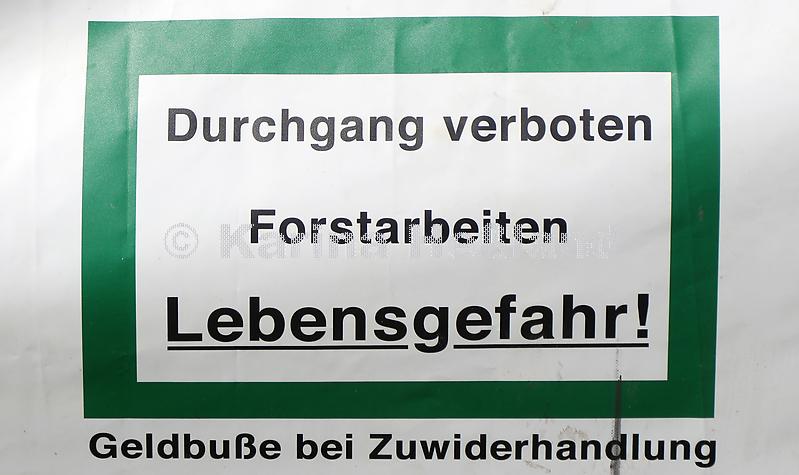 Durchgang verboten
Forstarbeiten
Lebensgefahr!
Geldbuße bei Zuwiderhandlung